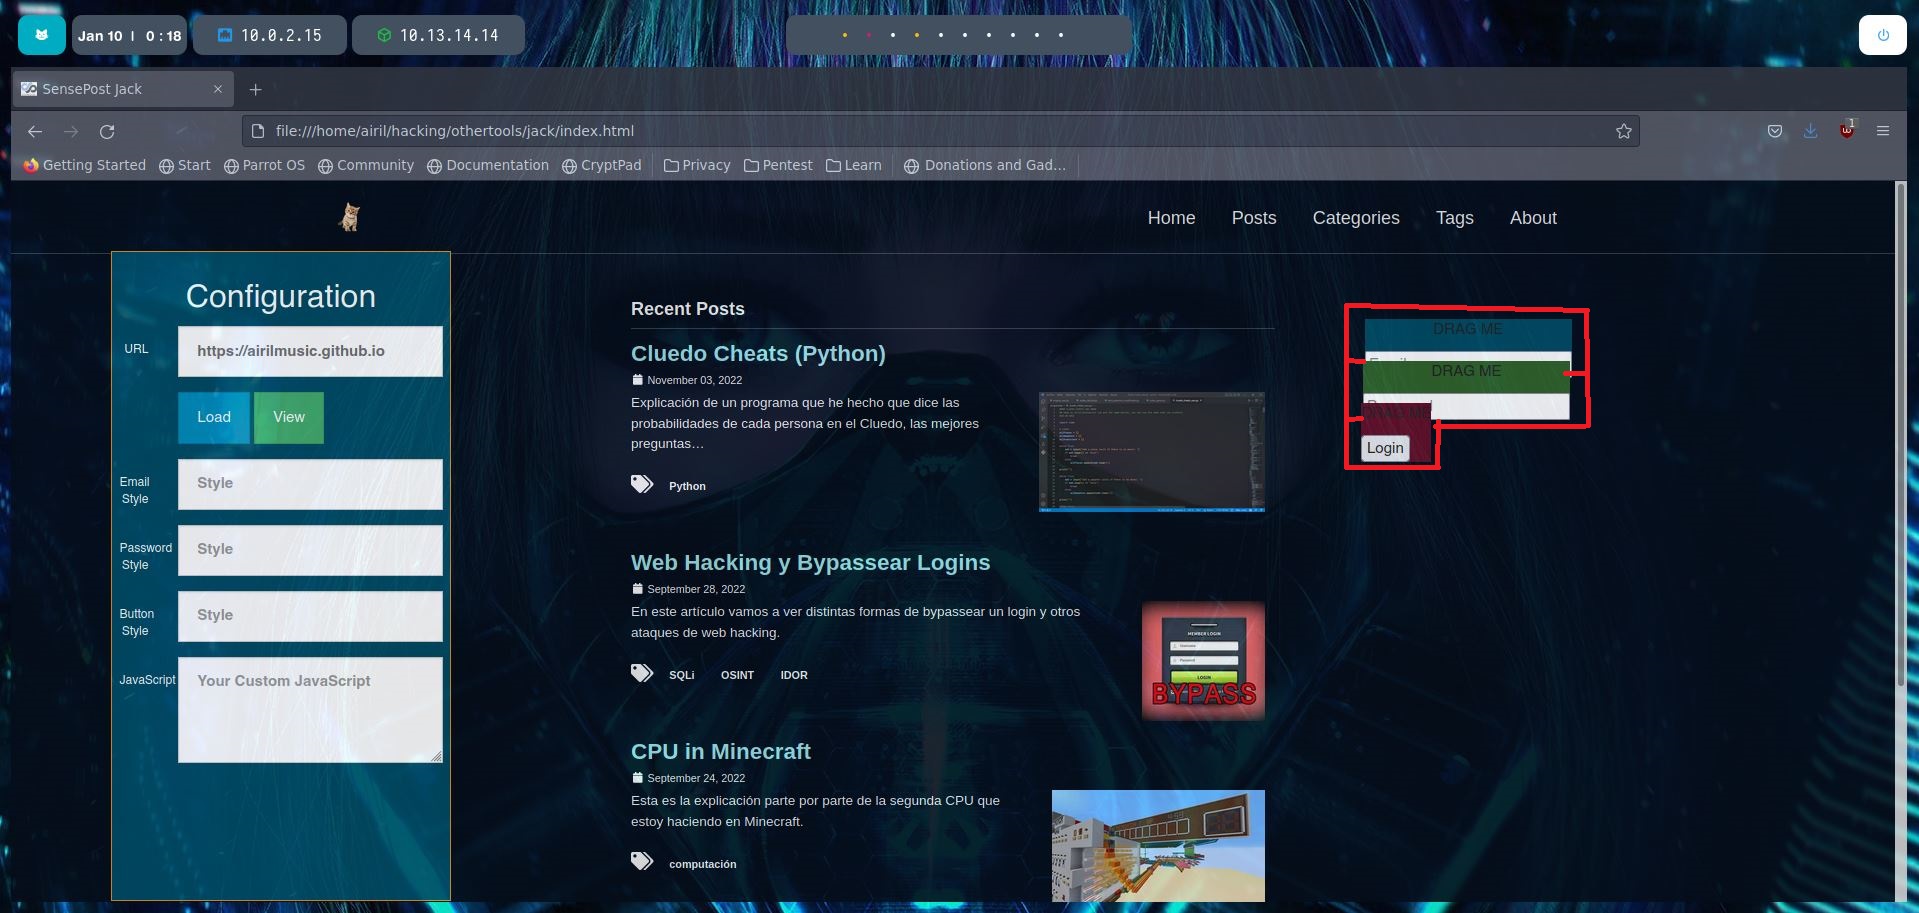 Jan 10 | 0 : 18
10.0.2.15
10.13.14.14
SensePost Jack
file:///home/airil/hacking/othertools/jack/index.html
1
Getting Started
Start
Parrot OS
Community
Documentation
CryptPad
Privacy
Pentest
Learn
Donations and Gad...
Home
Posts
Categories
Tags
About
Configuration
URL
https://airilmusic.github.io
Load
View
Email
Style
Style
Password
Style
Style
Button
Style
Style
JavaScript
Your Custom JavaScript
Recent Posts
Cluedo Cheats (Python)
November 03, 2022
Explicación de un programa que he hecho que dice las
probabilidades de cada persona en el Cluedo, las mejores
preguntas...
Python
Web Hacking y Bypassear Logins
September 28, 2022
En este artículo vamos a ver distintas formas de bypassear un login y otros
ataques de web hacking.
SQLi
OSINT
IDOR
MEMBER LOGIN
LOGIN
BYPASS
CPU in Minecraft
September 24, 2022
Esta es la explicación parte por parte de la segunda CPU que
estoy haciendo en Minecraft.
computación
DRAG ME
DRAG ME
DRAG ME
Login